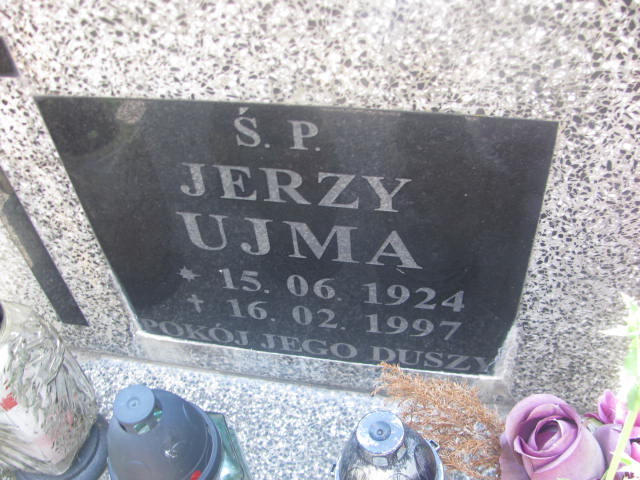 Ś. P.
JERZY
UJMA
* 15. 06. 1924
† 16. 02. 1997
POKÓJ JEGO DUSZY